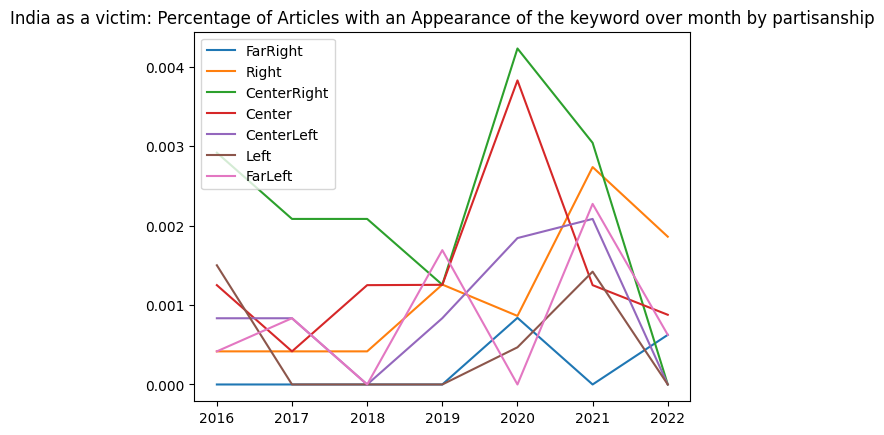 India as a victim: Percentage of Articles with an Appearance of the keyword over month by partisanship
FarRight
Right
CenterRight
Center
CenterLeft
Left
FarLeft
0.004
0.003
0.002
0.001
0.000
2016 2017 2018 2019 2020 2021 2022